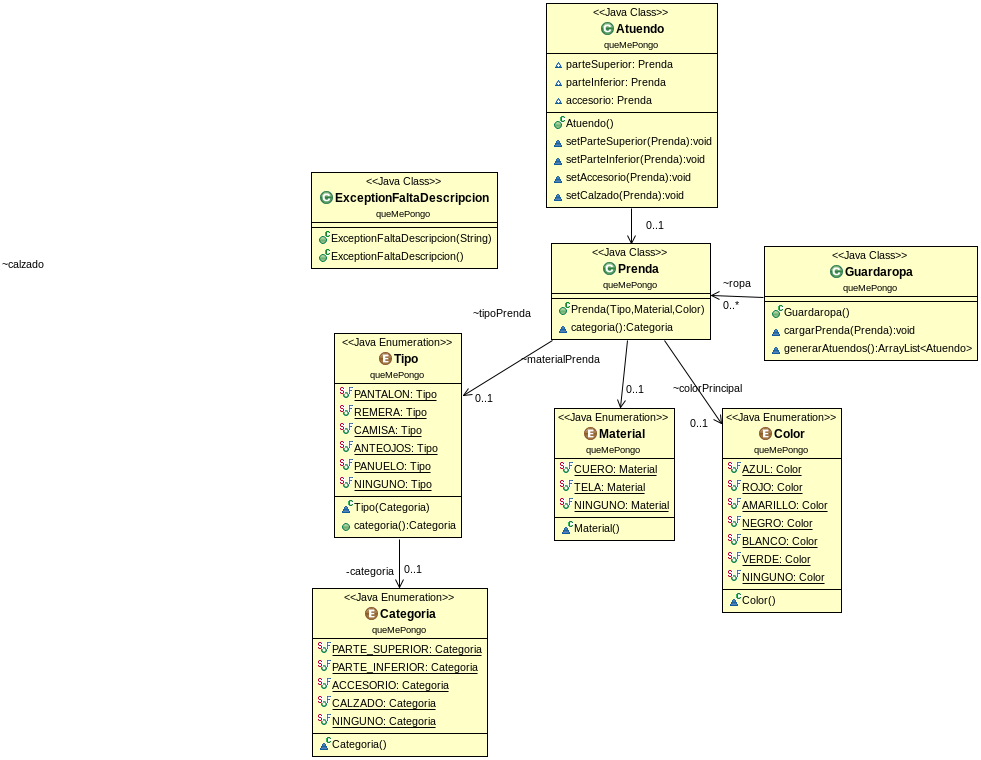 <<Java Class>>
Atuendo
queMePongo
parteSuperior: Prenda
parteInferior: Prenda
accesorio: Prenda
Atuendo()
setParteSuperior(Prenda):void
setParteInferior(Prenda):void
setAccesorio(Prenda):void
setCalzado(Prenda):void
<<Java Class>>
ExceptionFaltaDescripcion
queMePongo
ExceptionFaltaDescripcion(String)
ExceptionFaltaDescripcion()
~calzado
0..1
<<Java Class>>
Prenda
queMePongo
Prenda(Tipo,Material,Color)
categoria():Categoria
~ropa
0..*
<<Java Class>>
Guardaropa
queMePongo
Guardaropa()
cargarPrenda(Prenda):void
generarAtuendos():ArrayList<Atuendo>
~tipoPrenda
0..1
~materialPrenda
0..1
~colorPrincipal
0..1
<<Java Enumeration>>
Tipo
queMePongo
PANTALON: Tipo
REMERA: Tipo
CAMISA: Tipo
ANTEOJOS: Tipo
PANUELO: Tipo
NINGUNO: Tipo
Tipo(Categoria)
categoria():Categoria
<<Java Enumeration>>
Material
queMePongo
CUERO: Material
TELA: Material
NINGUNO: Material
Material()
<<Java Enumeration>>
Color
queMePongo
AZUL: Color
ROJO: Color
AMARILLO: Color
NEGRO: Color
BLANCO: Color
VERDE: Color
NINGUNO: Color
Color()
-categoria
0..1
<<Java Enumeration>>
Categoria
queMePongo
PARTE_SUPERIOR: Categoria
PARTE_INFERIOR: Categoria
ACCESORIO: Categoria
CALZADO: Categoria
NINGUNO: Categoria
Categoria()